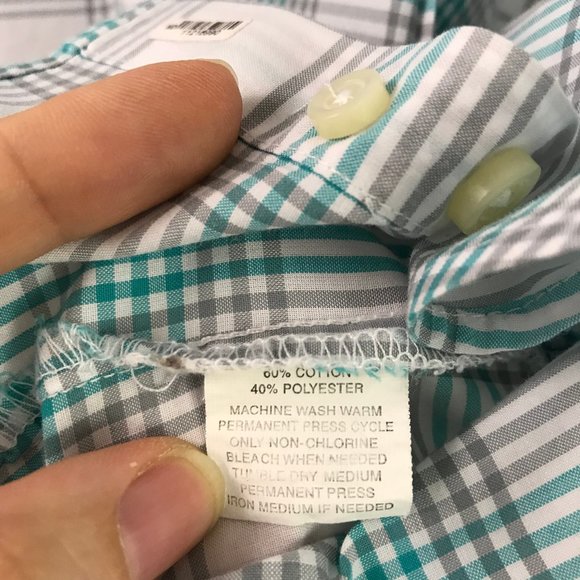 60% COTTON
40% POLYESTER
MACHINE WASH WARM
PERMANENT PRESS CYCLE
ONLY NON-CHLORINE
BLEACH WHEN NEEDED
TUMBLE DRY MEDIUM
PERMANENT PRESS
IRON MEDIUM IF NEEDED